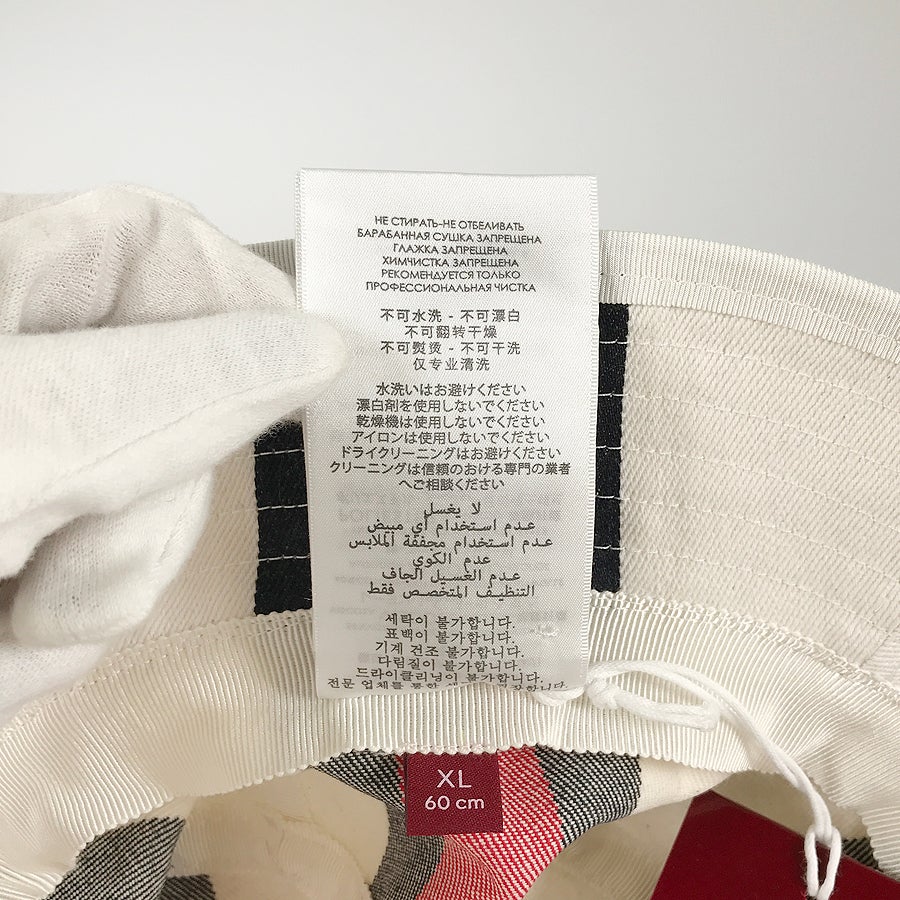 НЕ СТИРАТЬ-НЕ ОТБЕЛИВАТЬ
БАРАБАННАЯ СУШКА ЗАПРЕЩЕНА
ГЛАЖКА ЗАПРЕЩЕНА
ХИМЧИСТКА ЗАПРЕЩЕНА
РЕКОМЕНДУЕТСЯ ТОЛЬКО
ПРОФЕССИОНАЛЬНАЯ ЧИСТКА
不可水洗 - 不可漂白
不可翻转干燥
不可熨烫 - 不可干洗
仅专业清洗
水洗いはお避けください
漂白剤を使用しないでください
乾燥機は使用しないでください
アイロンは使用しないでください
ドライクリーニングはお避けください
クリーニングは信頼のおける専門の業者
へご相談ください
لا يغسل
عدم استخدام أي مبيض
عدم استخدام مجففة الملابس
عدم الكوي
عدم الغسيل الجاف
التنظيف المتخصص فقط
세탁이 불가합니다.
표백이 불가합니다.
기계 건조 불가합니다.
다림질이 불가합니다.
드라이클리닝이 불가합니다.
전문 업체를 통한
XL
60 cm